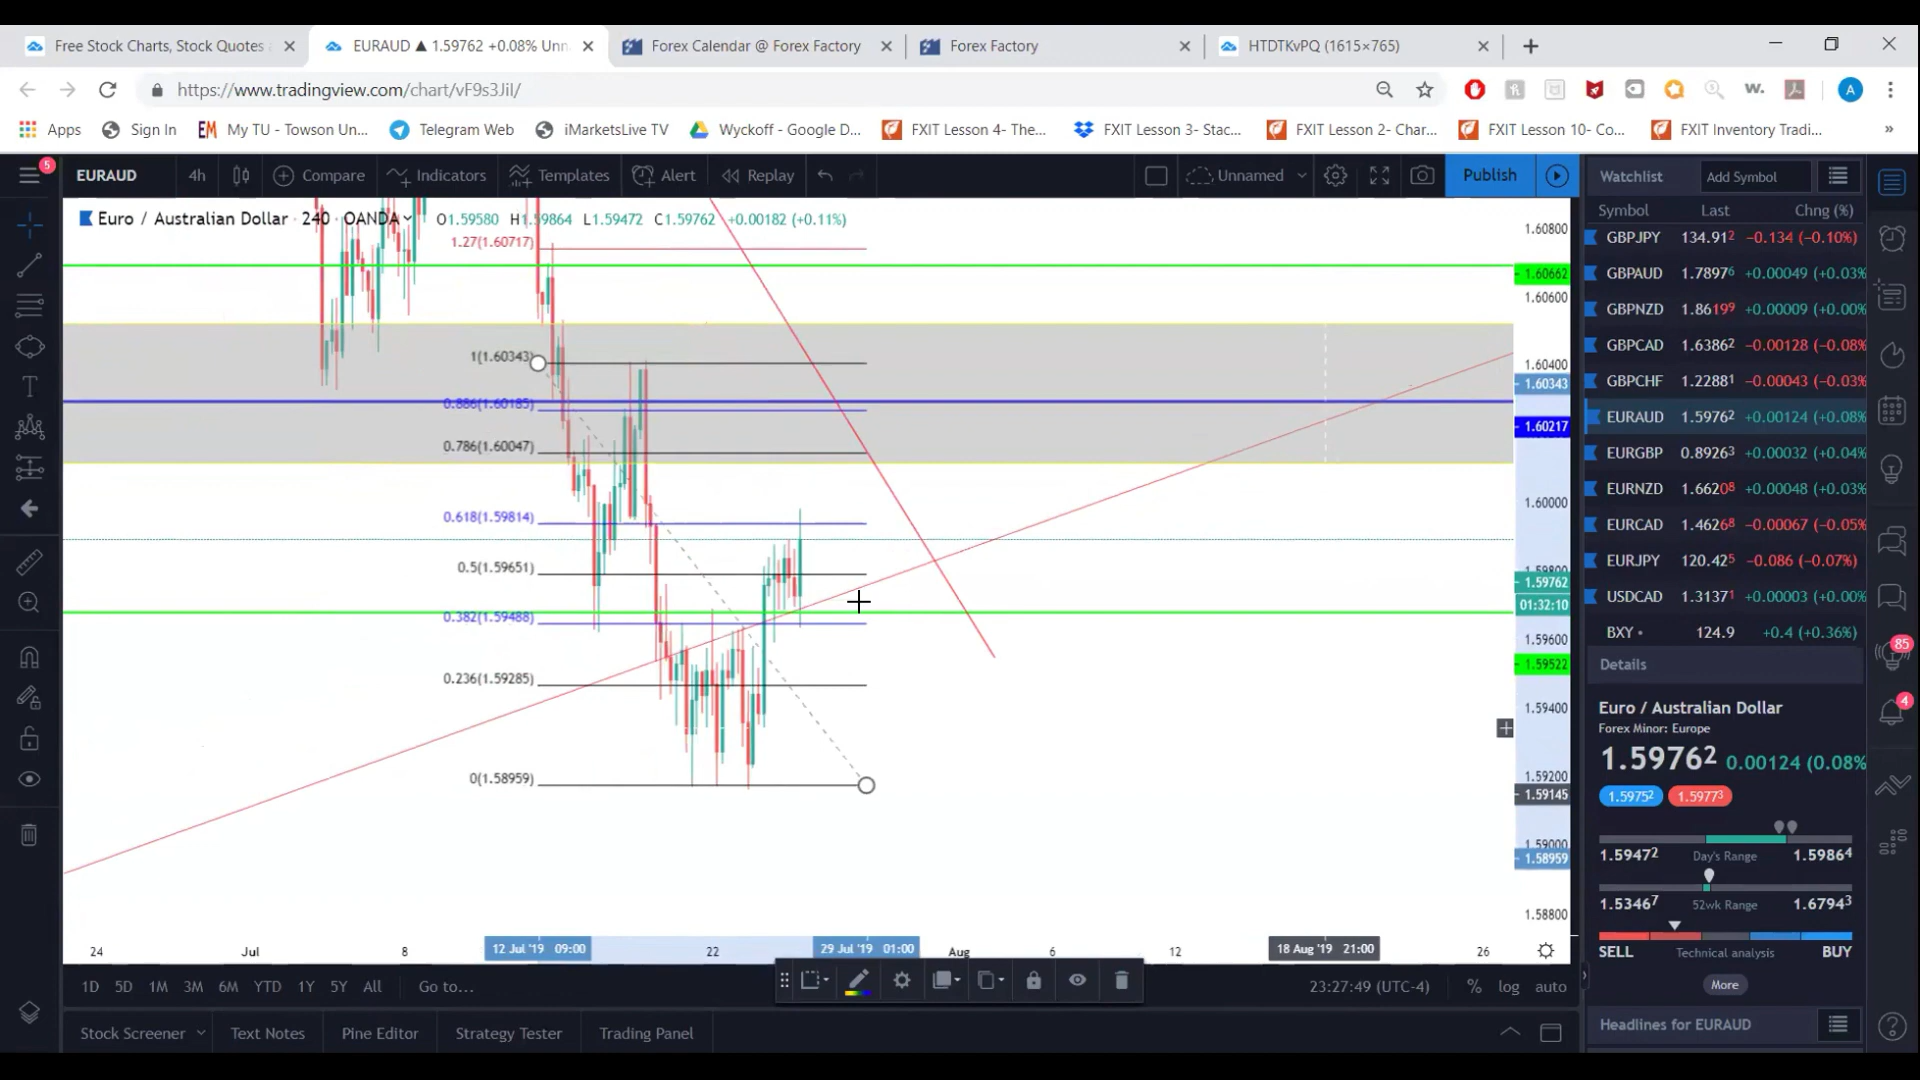 Free Stock Charts, Stock Quotes
EURAUD ▲ 1.59762 +0.08% Unn
Forex Calendar @ Forex Factory
Forex Factory
HTDTKvPQ (1615×765)
https://www.tradingview.com/chart/vF9s3JiI/
Apps
Sign In
My TU - Towson Un...
Telegram Web
iMarketsLive TV
Wyckoff - Google D...
FXIT Lesson 4- The...
FXIT Lesson 3- Stac...
FXIT Lesson 2- Char...
FXIT Lesson 10- Co...
FXIT Inventory Tradi...
»
5
EURAUD
4h
Compare
Indicators
Templates
Alert
Replay
Unnamed
Publish
Euro / Australian Dollar · 240 · OANDA
O1.59580 H1.59864 L1.59472 C1.59762 +0.00182 (+0.11%)
1.27(1.60717)
1(1.60343)
0.886(1.60185)
0.786(1.60047)
0.618(1.59814)
0.5(1.59651)
0.382(1.59488)
0.236(1.59285)
0(1.58959)
1.60800
1.60662
1.60600
1.60400
1.60343
1.60217
1.60000
1.59800
1.59762
01:32:10
1.59600
1.59522
1.59400
1.59200
1.59145
1.59000
1.58959
1.58800
24
Jul
8
12 Jul '19 09:00
22
29 Jul '19 01:00
Aug
6
12
18 Aug '19 21:00
26
1D 5D 1M 3M 6M YTD 1Y 5Y All
Go to...
23:27:49 (UTC-4)
% log auto
Stock Screener
Text Notes
Pine Editor
Strategy Tester
Trading Panel
Watchlist
Add Symbol
Symbol Last Chng (%)
GBPJPY 134.912 −0.134 (−0.10%)
GBPAUD 1.78976 +0.00049 (+0.03%
GBPNZD 1.86199 +0.00009 (+0.00%
GBPCAD 1.63862 −0.00128 (−0.08%
GBPCHF 1.22881 −0.00043 (−0.03%
EURAUD 1.59762 +0.00124 (+0.08%
EURGBP 0.89263 +0.00032 (+0.04%
EURNZD 1.66208 +0.00048 (+0.03%
EURCAD 1.46268 −0.00067 (−0.05%
EURJPY 120.425 −0.086 (−0.07%)
USDCAD 1.31371 +0.00003 (+0.00%
BXY 124.9 +0.4 (+0.36%)
Details
Euro / Australian Dollar
Forex Minor: Europe
1.59762 0.00124 (0.08%
1.59752
1.59773
1.59472 Day's Range 1.59864
1.53467 52wk Range 1.67943
SELL Technical analysis BUY
More
Headlines for EURAUD
85
4
A
w.